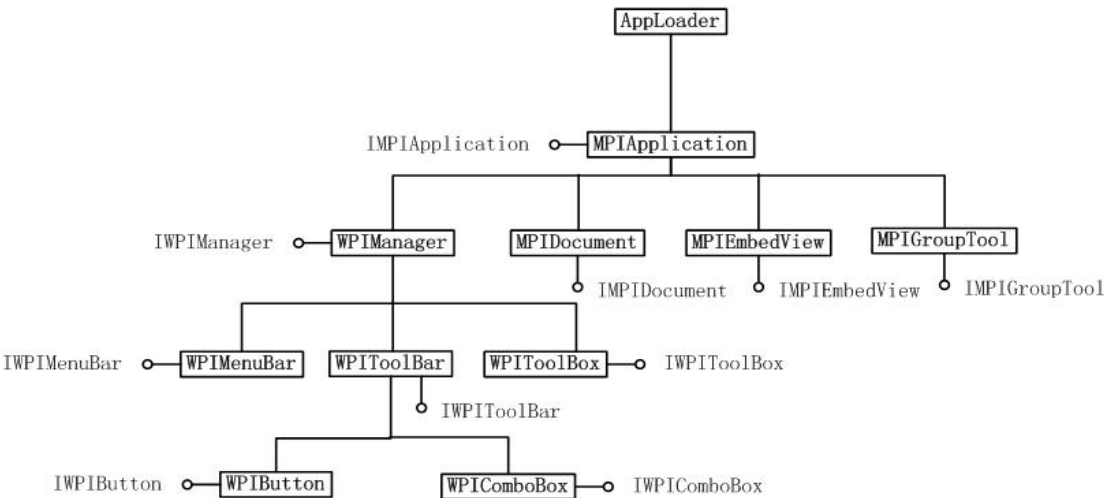 AppLoader
IMPIApplication
MPIApplication
IWPIManager
WPIManager
MPIDocument
MPIEmbedView
MPIGroupTool
IMPIDocument
IMPIEmbedView
IMPIGroupTool
IWPIMenuBar
WPIMenuBar
WPIToolBar
WPIToolBox
IWPIToolBox
IWPIToolBar
IWPIButton
WPIButton
WPIComboBox
IWPIComboBox